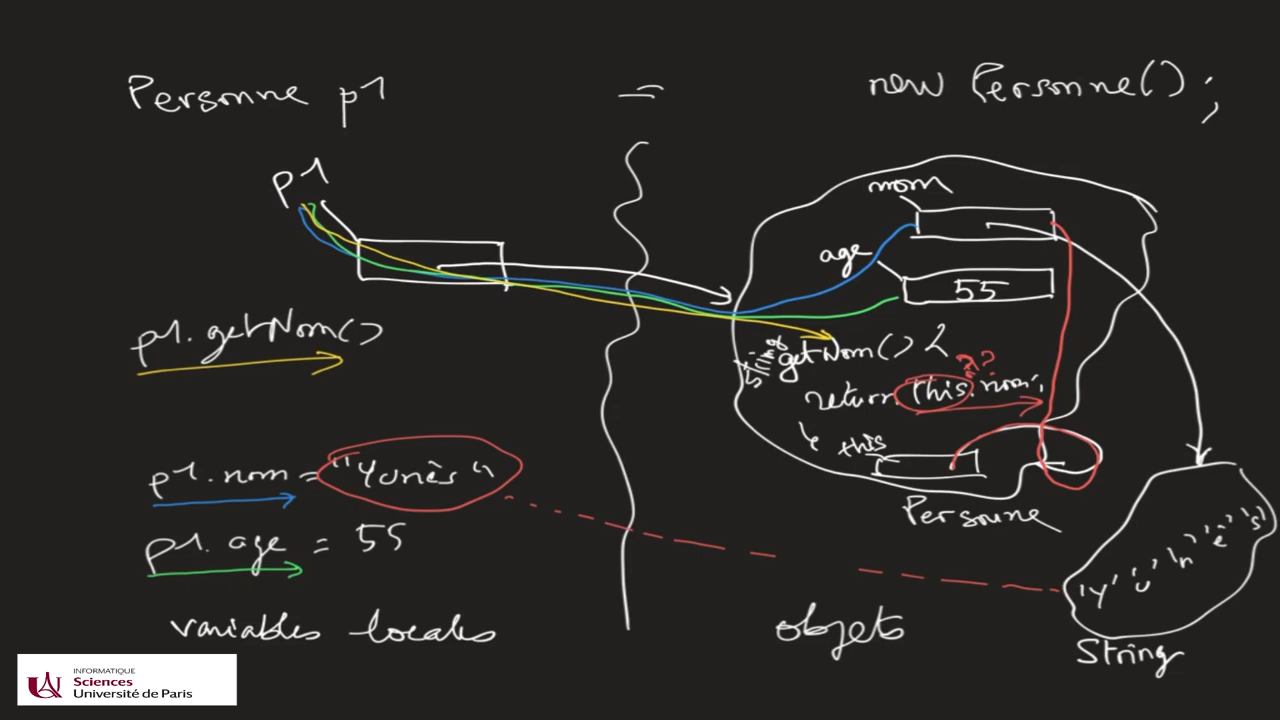 Personne p1 = new Personne();
p1
nom
age
55
p1.getNom()
String getNom() {
??
return this.nom;
}
this
Personne
p1.nom = "Yunès"
p1.age = 55
'Y' 'u' 'n' 'è' 's'
variables locales
objets
String
INFORMATIQUE
Sciences
Université de Paris